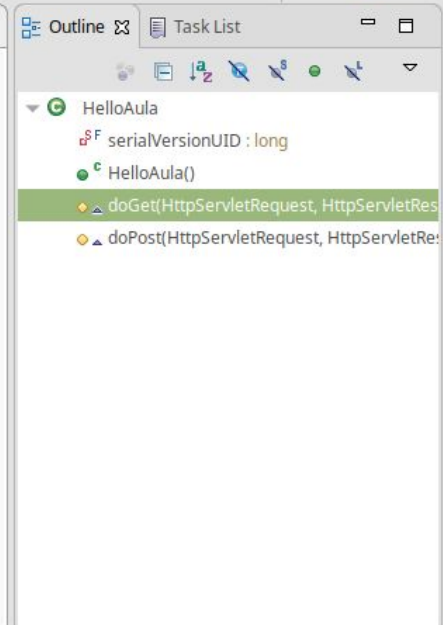 Outline Task List
HelloAula
serialVersionUID : long
HelloAula()
doGet(HttpServletRequest, HttpServletRes
doPost(HttpServletRequest, HttpServletRes